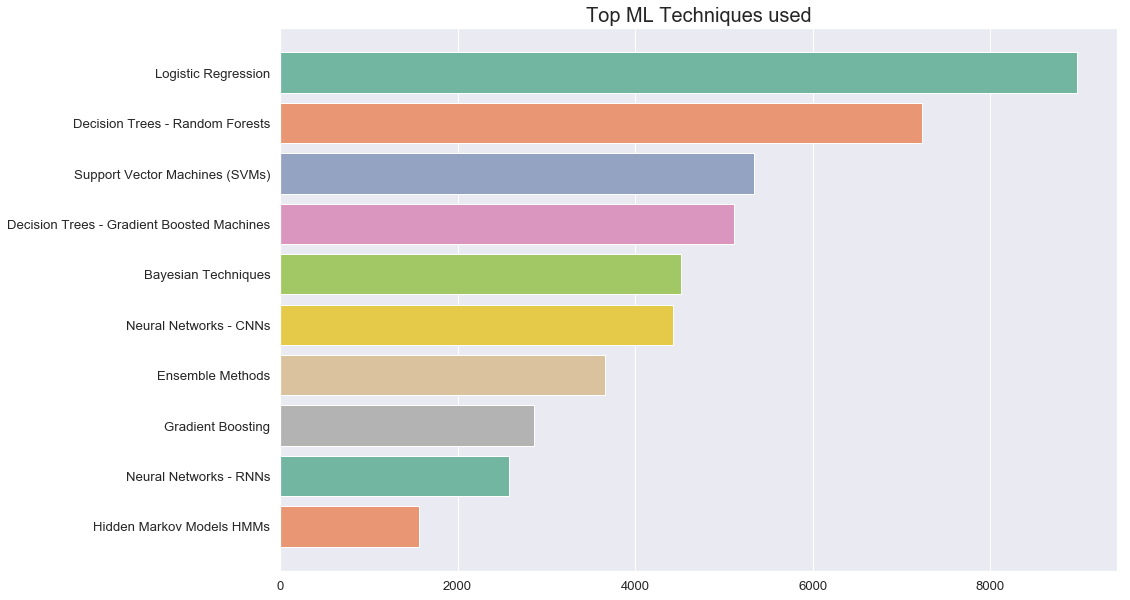 Top ML Techniques used
Logistic Regression
Decision Trees - Random Forests
Support Vector Machines (SVMs)
Decision Trees - Gradient Boosted Machines
Bayesian Techniques
Neural Networks - CNNs
Ensemble Methods
Gradient Boosting
Neural Networks - RNNs
Hidden Markov Models HMMs
0 2000 4000 6000 8000